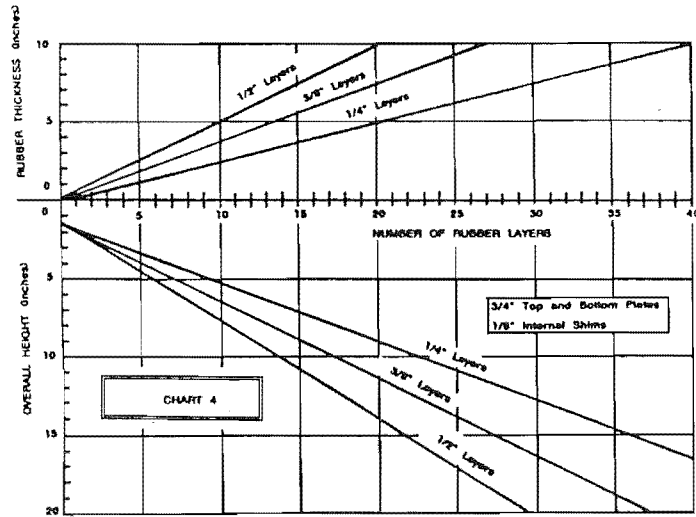 RUBBER THICKNESS (inches)
10
5
0
1/2" Layers
3/8" Layers
1/4" Layers
0
5
10
15
20
25
30
35
40
NUMBER OF RUBBER LAYERS
OVERALL HEIGHT (inches)
5
10
15
20
3/4" Top and Bottom Plates
1/8" Internal Shims
1/4" Layers
3/8" Layers
1/2" Layers
CHART 4